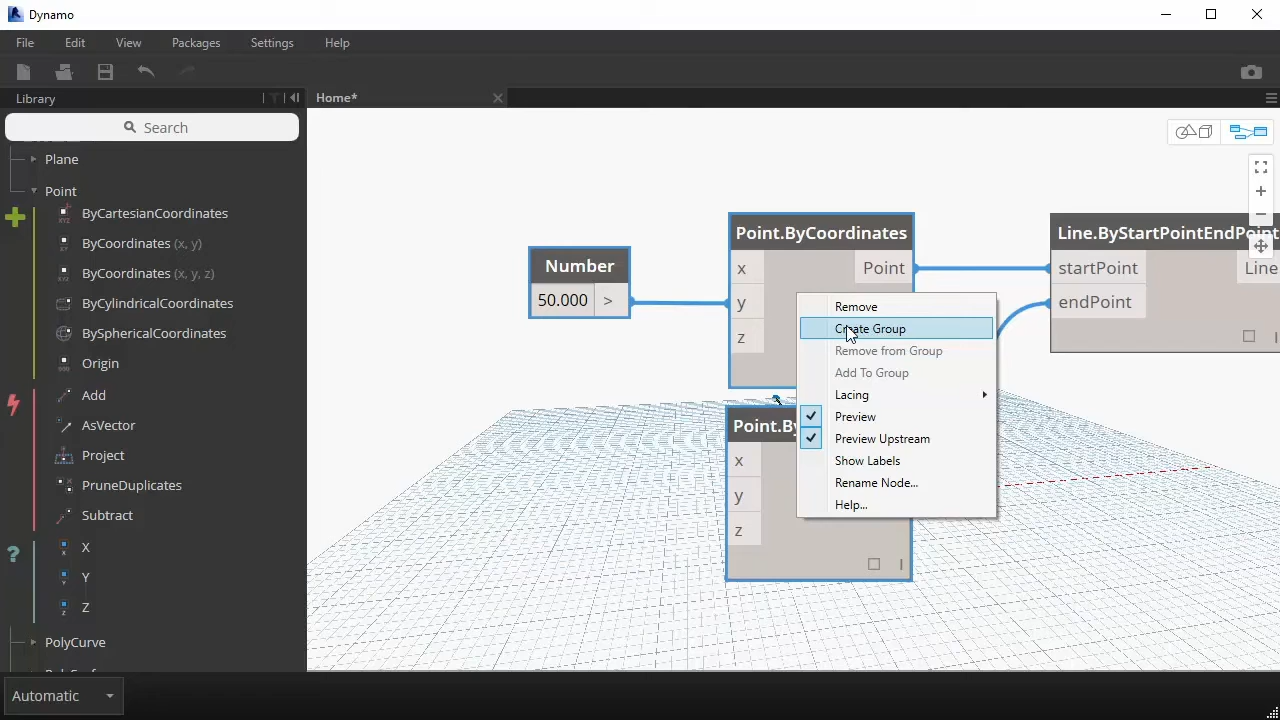 Dynamo
File Edit View Packages Settings Help
Library
Home*
Search
Plane
Point
ByCartesianCoordinates
ByCoordinates (x, y)
ByCoordinates (x, y, z)
ByCylindricalCoordinates
BySphericalCoordinates
Origin
Add
AsVector
Project
PruneDuplicates
Subtract
X
Y
Z
PolyCurve
Automatic
Number
50.000 >
Point.ByCoordinates
x Point
y
z
Line.ByStartPointEndPoint
startPoint Line
endPoint
Point.By
x
y
z
Remove
Create Group
Remove from Group
Add To Group
Lacing
Preview
Preview Upstream
Show Labels
Rename Node...
Help...